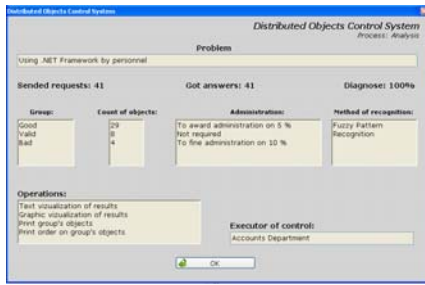 Distributed Objects Control System
Distributed Objects Control System
Process: Analysis
Problem
Using .NET Framework by personnel
Sended requests: 41 Got answers: 41 Diagnose: 100%
Group: Count of objects: Administration: Method of recognition:
Good 29 To award administration on 5 % Fuzzy Pattern
Valid 8 Not required Recognition
Bad 4 To fine administration on 10 %
Operations:
Text vizualization of results
Graphic vizualization of results
Print group's objects
Print order on group's objects
Executor of control:
Accounts Department
OK